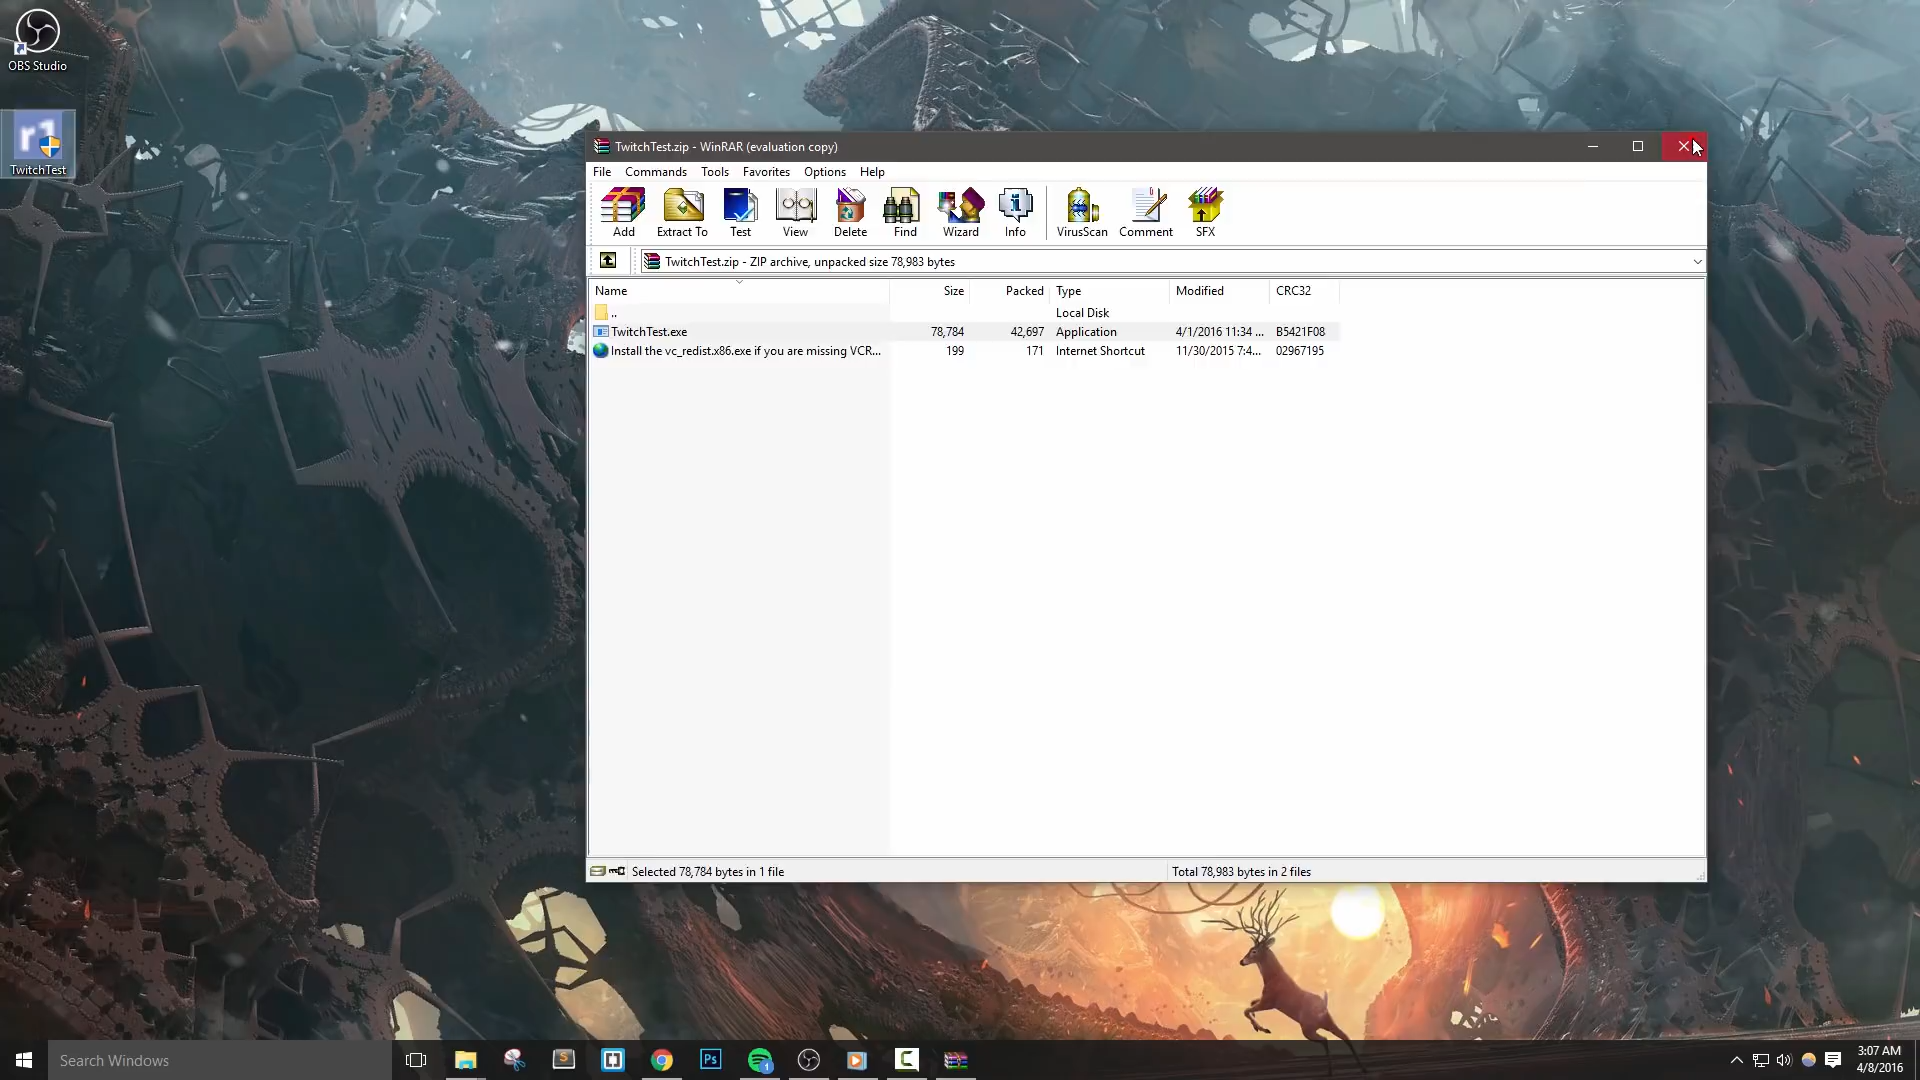 OBS Studio
r1
TwitchTest
TwitchTest.zip - WinRAR (evaluation copy)
File Commands Tools Favorites Options Help
Add Extract To Test View Delete Find Wizard Info VirusScan Comment SFX
TwitchTest.zip - ZIP archive, unpacked size 78,983 bytes
Name Size Packed Type Modified CRC32
.. Local Disk
TwitchTest.exe 78,784 42,697 Application 4/1/2016 11:34 ... B5421F08
Install the vc_redist.x86.exe if you are missing VCR... 199 171 Internet Shortcut 11/30/2015 7:4... 02967195
Selected 78,784 bytes in 1 file Total 78,983 bytes in 2 files
Search Windows
S
Ps
1
C
3:07 AM
4/8/2016